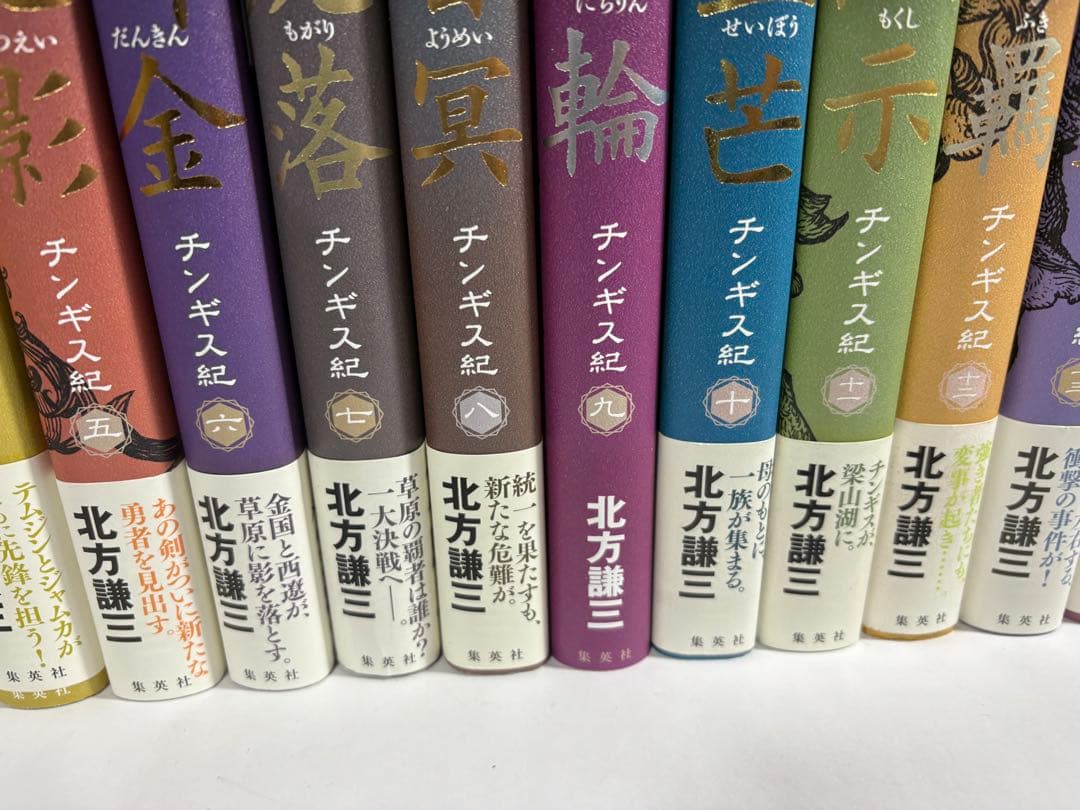 テムジンとジャムカが
先鋒を担う！
集英社
つえい
影
チンギス紀
五
あの剣がついに新たな
勇者を見出す。
北方謙三
集英社
だんきん
金
チンギス紀
六
金国と西遼が、
草原に影を落とす。
北方謙三
集英社
もがり
落
チンギス紀
七
草原の覇者は誰か？
一大決戦へ――。
北方謙三
集英社
ようめい
冥
チンギス紀
八
統一を果たすも、
新たな危難が。
北方謙三
集英社
にちりん
輪
チンギス紀
九
北方謙三
集英社
せいぼう
芒
チンギス紀
十
母のもとに、
一族が集まる。
北方謙三
集英社
もくし
示
チンギス紀
十一
チンギスが、
梁山湖に。
北方謙三
集英社
ふき
羈
チンギス紀
十二
変事が起き……。
北方謙三
集英社
衝撃の事件が！
北方謙三
集英社